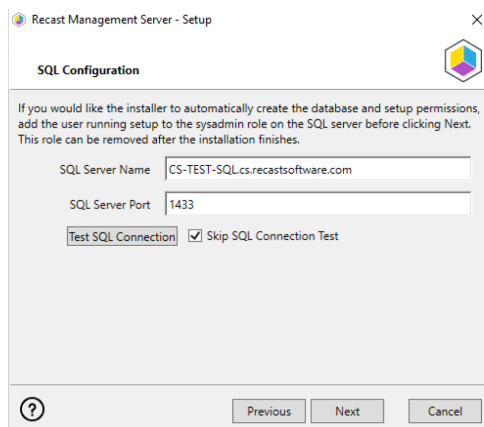 Recast Management Server - Setup
SQL Configuration
If you would like the installer to automatically create the database and setup permissions,
add the user running setup to the sysadmin role on the SQL server before clicking Next.
This role can be removed after the installation finishes.
SQL Server Name CS-TEST-SQL.cs.recastsoftware.com
SQL Server Port 1433
Test SQL Connection Skip SQL Connection Test
? Previous Next Cancel